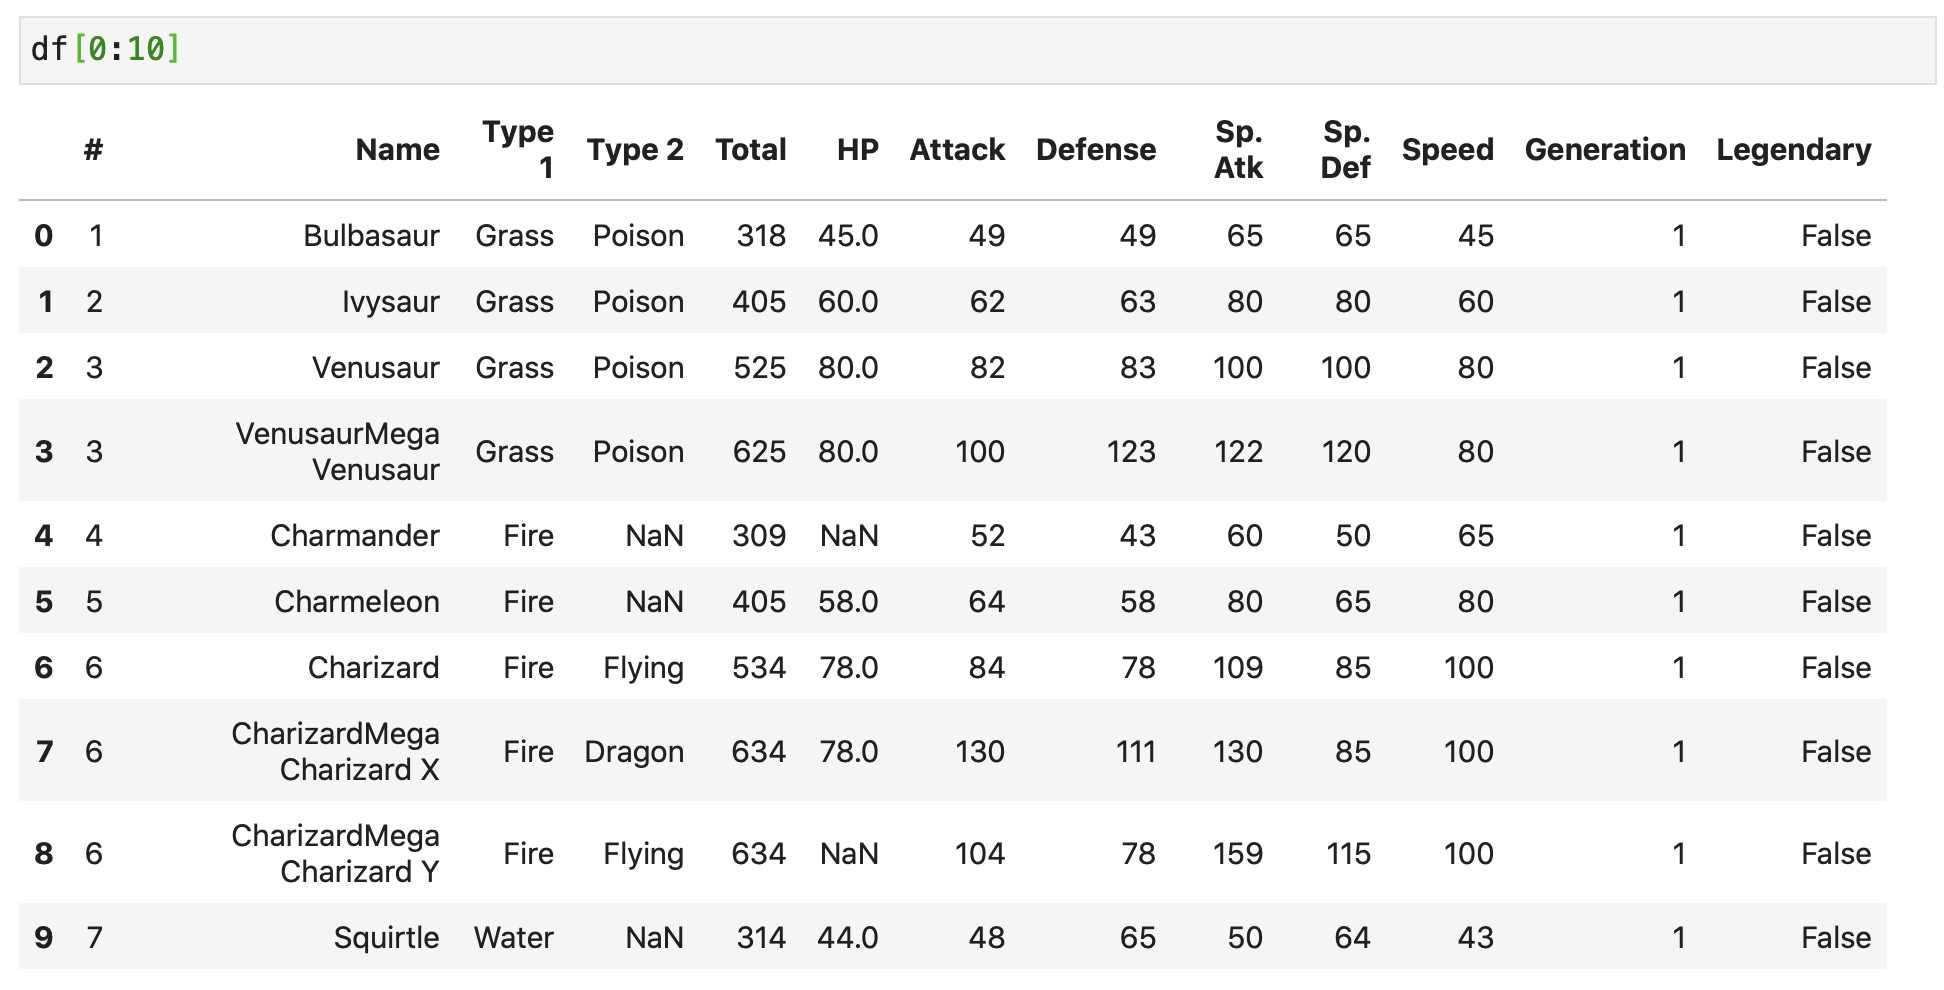 df[0:10]
# Name Type 1 Type 2 Total HP Attack Defense Sp. Atk Sp. Def Speed Generation Legendary
0 1 Bulbasaur Grass Poison 318 45.0 49 49 65 65 45 1 False
1 2 Ivysaur Grass Poison 405 60.0 62 63 80 80 60 1 False
2 3 Venusaur Grass Poison 525 80.0 82 83 100 100 80 1 False
3 3 VenusaurMega Venusaur Grass Poison 625 80.0 100 123 122 120 80 1 False
4 4 Charmander Fire NaN 309 NaN 52 43 60 50 65 1 False
5 5 Charmeleon Fire NaN 405 58.0 64 58 80 65 80 1 False
6 6 Charizard Fire Flying 534 78.0 84 78 109 85 100 1 False
7 6 CharizardMega Charizard X Fire Dragon 634 78.0 130 111 130 85 100 1 False
8 6 CharizardMega Charizard Y Fire Flying 634 NaN 104 78 159 115 100 1 False
9 7 Squirtle Water NaN 314 44.0 48 65 50 64 43 1 False